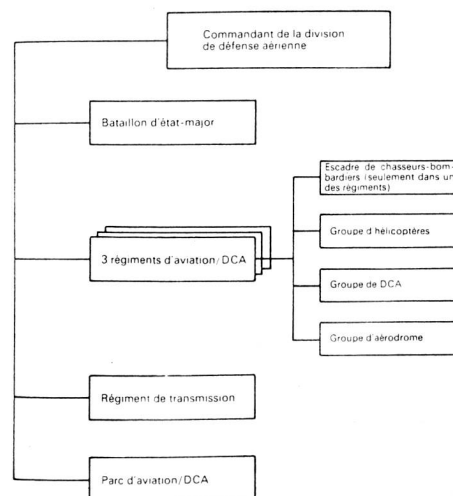 Commandant de la division
de défense aérienne
Bataillon d'état-major
Escadre de chasseurs-bom-
bardiers (seulement dans un
des régiments)
3 régiments d'aviation/DCA
Groupe d'hélicoptères
Groupe de DCA
Groupe d'aérodrome
Régiment de transmission
Parc d'aviation/DCA